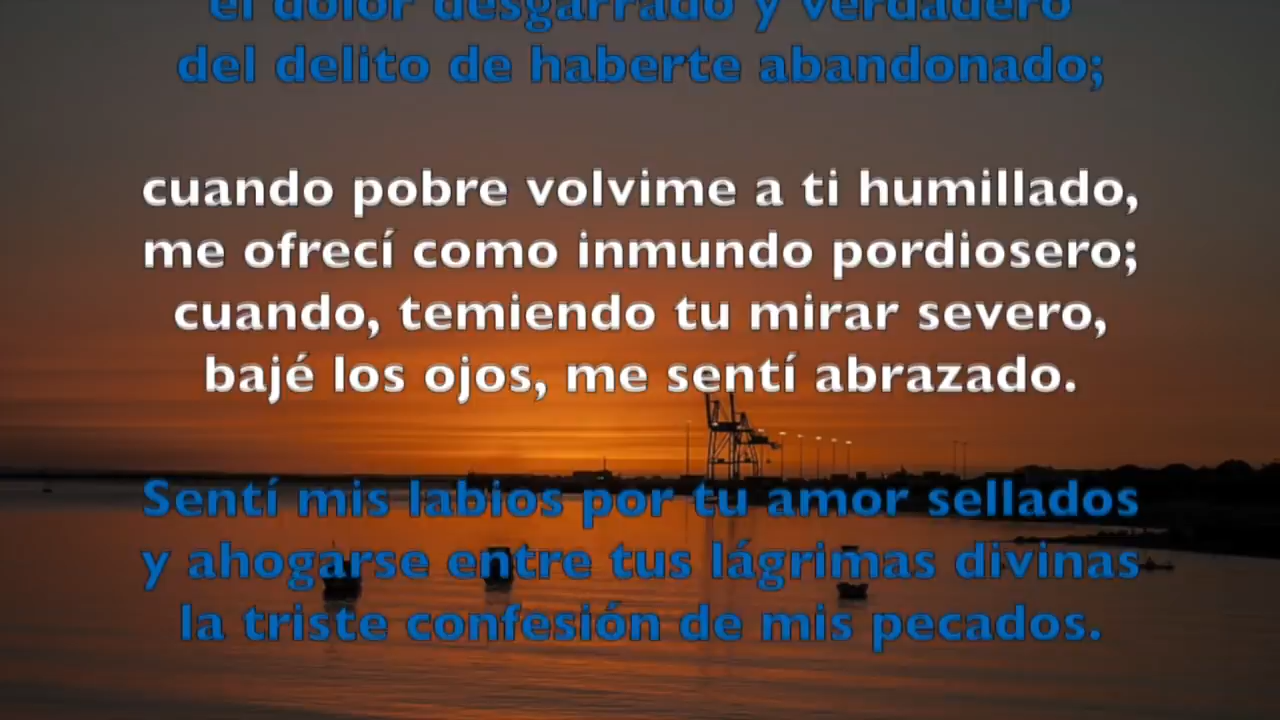 el dolor desgarrado y verdadero
del delito de haberte abandonado;
cuando pobre volvime a ti humillado,
me ofrecí como inmundo pordiosero;
cuando, temiendo tu mirar severo,
bajé los ojos, me sentí abrazado.
Sentí mis labios por tu amor sellados
y ahogarse entre tus lágrimas divinas
la triste confesión de mis pecados.